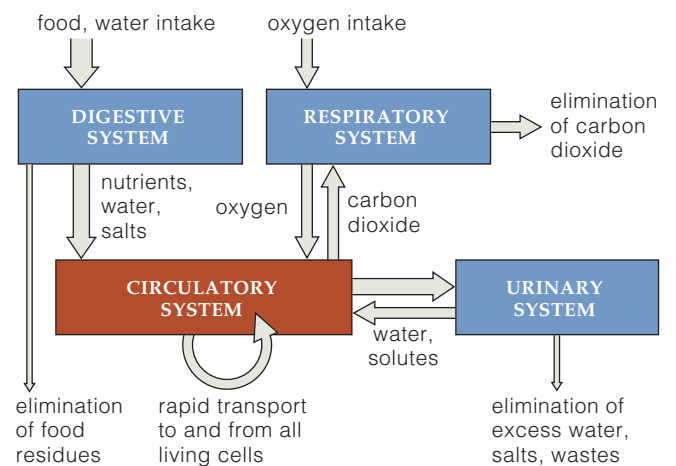 food, water intake
oxygen intake
DIGESTIVE
SYSTEM
RESPIRATORY
SYSTEM
elimination
of carbon
dioxide
nutrients,
water,
salts
oxygen
carbon
dioxide
CIRCULATORY
SYSTEM
URINARY
SYSTEM
water,
solutes
elimination
of food
residues
rapid transport
to and from all
living cells
elimination of
excess water,
salts, wastes